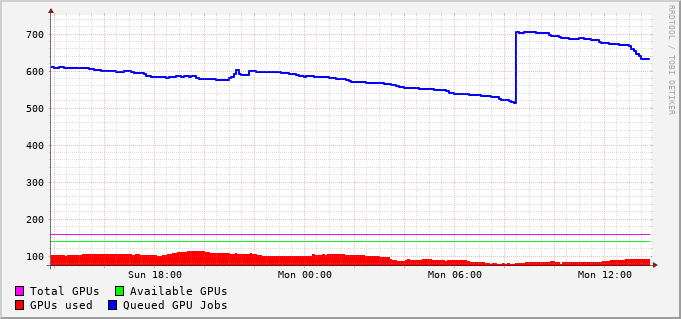 700
600
500
400
300
200
100
Sun 18:00 Mon 00:00 Mon 06:00 Mon 12:00
Total GPUs Available GPUs
GPUs used Queued GPU Jobs
RRDTOOL / TOBI OETIKER